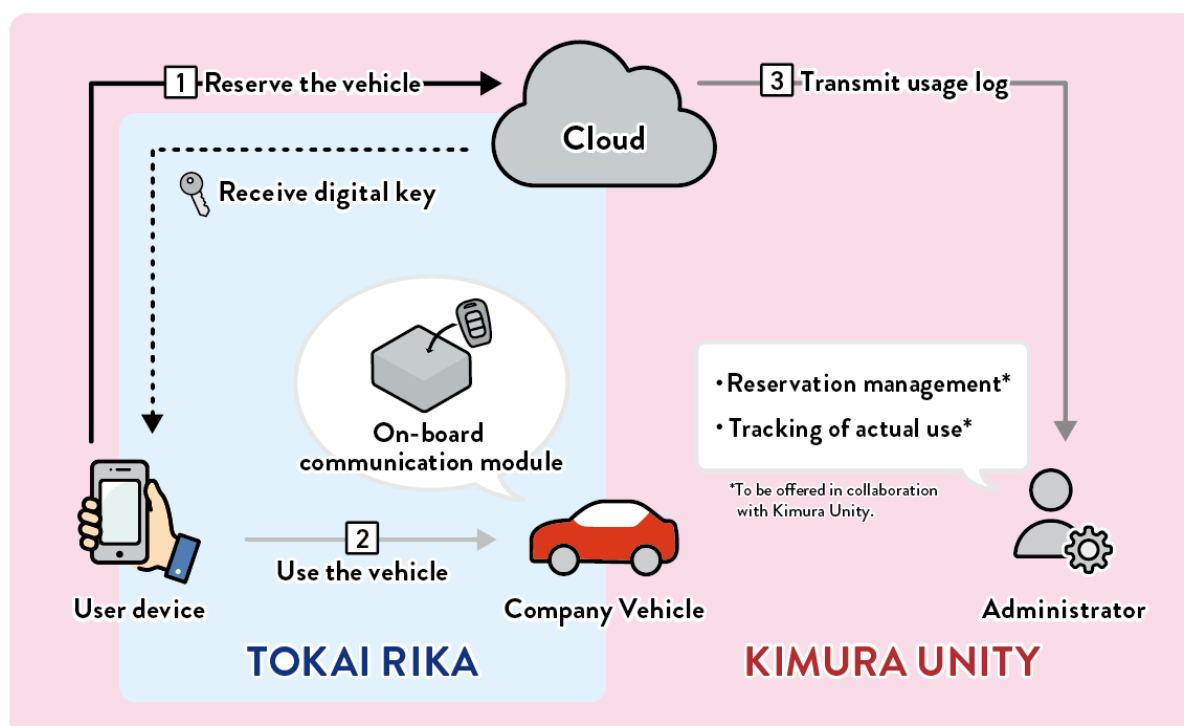 1 Reserve the vehicle
Cloud
3 Transmit usage log
Receive digital key
On-board
communication module
・Reservation management*
・Tracking of actual use*
*To be offered in collaboration
with Kimura Unity.
2
Use the vehicle
User device
Company Vehicle
Administrator
TOKAI RIKA
KIMURA UNITY